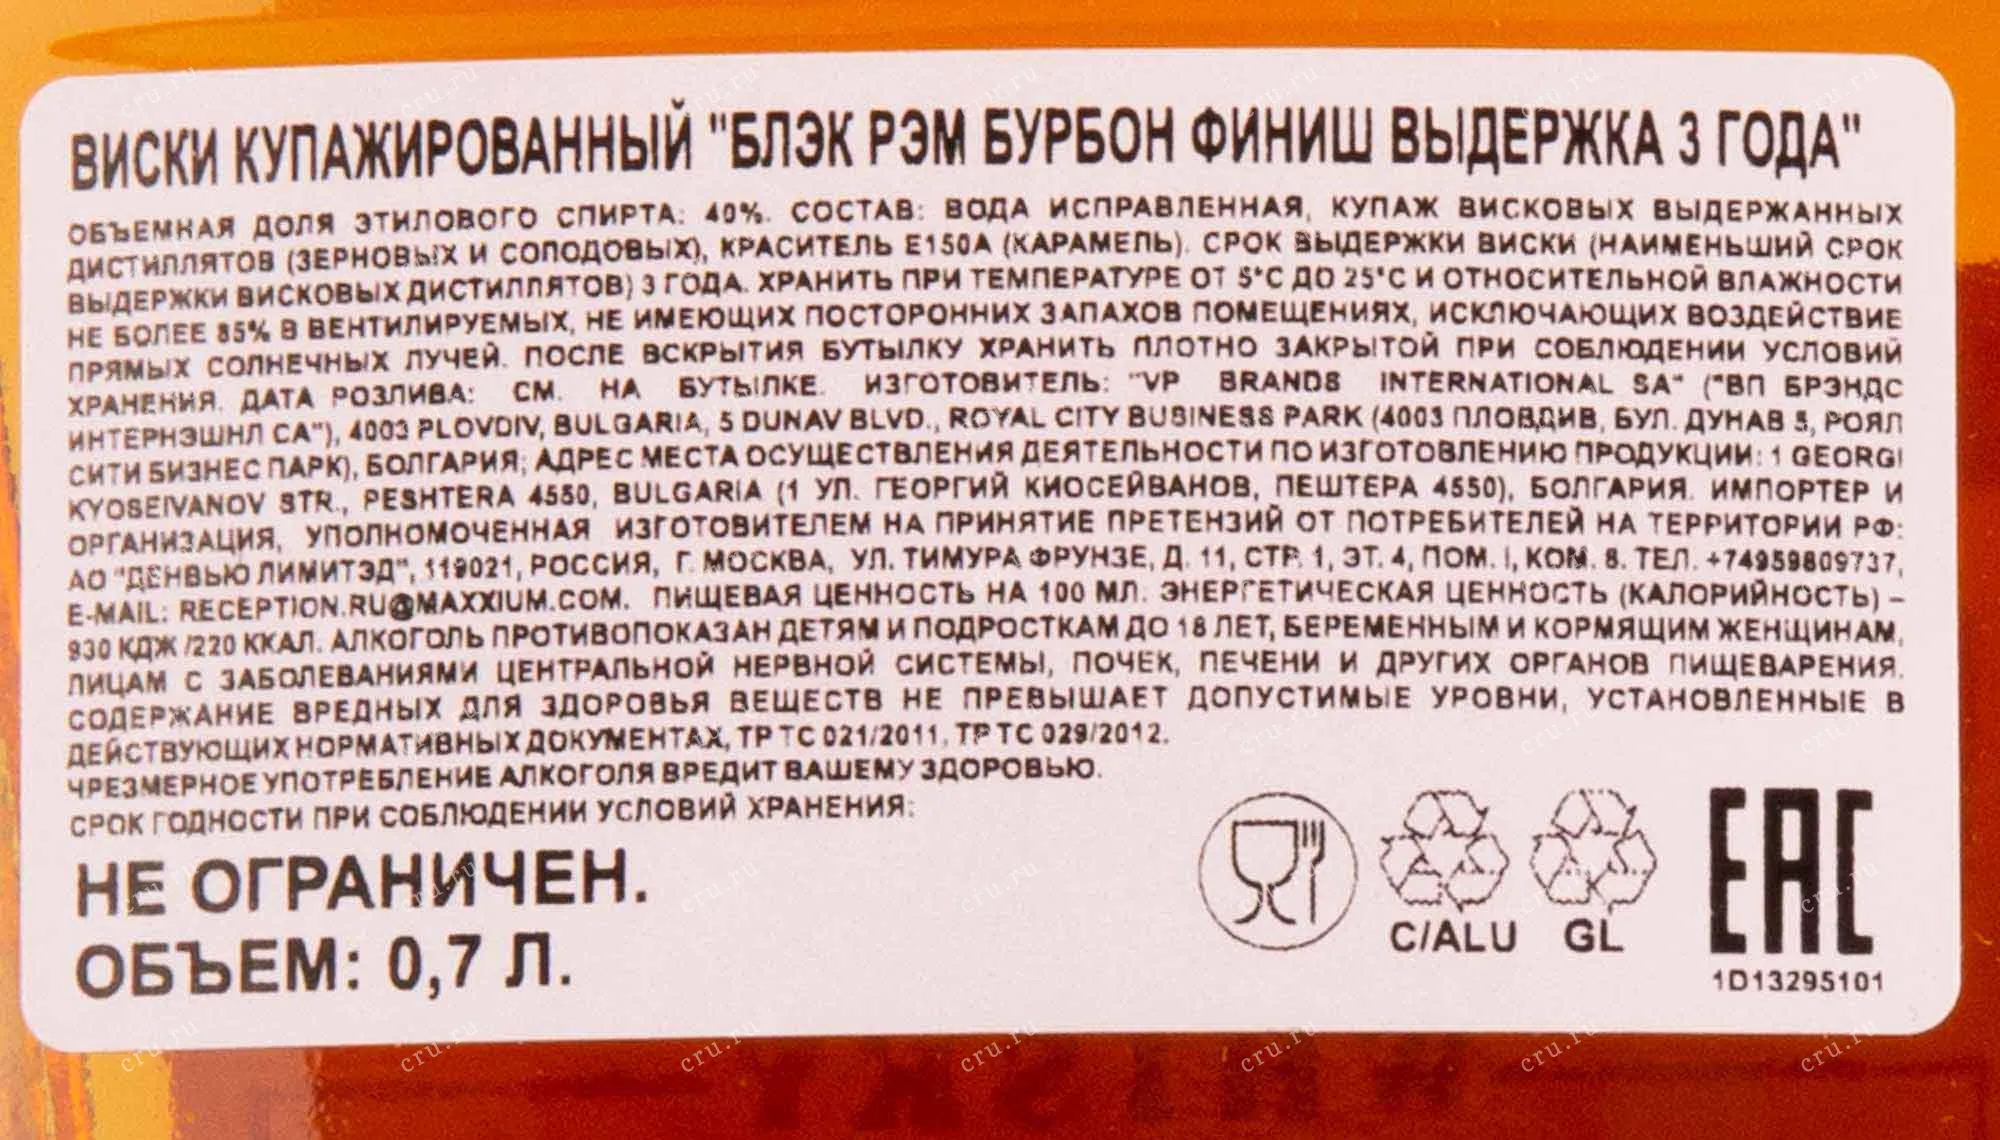 ВИСКИ КУПАЖИРОВАННЫЙ "БЛЭК РЭМ БУРБОН ФИНИШ ВЫДЕРЖКА 3 ГОДА"
ОБЪЕМНАЯ ДОЛЯ ЭТИЛОВОГО СПИРТА: 40%. СОСТАВ: ВОДА ИСПРАВЛЕННАЯ, КУПАЖ ВИСКОВЫХ ВЫДЕРЖАННЫХ
ДИСТИЛЛЯТОВ (ЗЕРНОВЫХ И СОЛОДОВЫХ), КРАСИТЕЛЬ Е150А (КАРАМЕЛЬ). СРОК ВЫДЕРЖКИ ВИСКИ (НАИМЕНЬШИЙ СРОК
ВЫДЕРЖКИ ВИСКОВЫХ ДИСТИЛЛЯТОВ) 3 ГОДА. ХРАНИТЬ ПРИ ТЕМПЕРАТУРЕ ОТ 5°С ДО 25°С И ОТНОСИТЕЛЬНОЙ ВЛАЖНОСТИ
НЕ БОЛЕЕ 85% В ВЕНТИЛИРУЕМЫХ, НЕ ИМЕЮЩИХ ПОСТОРОННИХ ЗАПАХОВ ПОМЕЩЕНИЯХ, ИСКЛЮЧАЮЩИХ ВОЗДЕЙСТВИЕ
ПРЯМЫХ СОЛНЕЧНЫХ ЛУЧЕЙ. ПОСЛЕ ВСКРЫТИЯ БУТЫЛКУ ХРАНИТЬ ПЛОТНО ЗАКРЫТОЙ ПРИ СОБЛЮДЕНИИ УСЛОВИЙ
ХРАНЕНИЯ. ДАТА РОЗЛИВА: СМ. НА БУТЫЛКЕ. ИЗГОТОВИТЕЛЬ: "VP BRANDS INTERNATIONAL SA" ("ВП БРЭНДС
ИНТЕРНЭШНЛ СА"), 4003 PLOVDIV, BULGARIA, 5 DUNAV BLVD., ROYAL CITY BUSINESS PARK (4003 ПЛОВДИВ, БУЛ. ДУНАВ 5, РОЯЛ
СИТИ БИЗНЕС ПАРК), БОЛГАРИЯ; АДРЕС МЕСТА ОСУЩЕСТВЛЕНИЯ ДЕЯТЕЛЬНОСТИ ПО ИЗГОТОВЛЕНИЮ ПРОДУКЦИИ: 1 GEORGI
KYOSEIVANOV STR., PESHTERA 4550, BULGARIA (1 УЛ. ГЕОРГИЙ КИОСЕЙВАНОВ, ПЕШТЕРА 4550), БОЛГАРИЯ. ИМПОРТЕР И
ОРГАНИЗАЦИЯ, УПОЛНОМОЧЕННАЯ ИЗГОТОВИТЕЛЕМ НА ПРИНЯТИЕ ПРЕТЕНЗИЙ ОТ ПОТРЕБИТЕЛЕЙ НА ТЕРРИТОРИИ РФ:
АО "ДЕНВЬЮ ЛИМИТЭД", 119021, РОССИЯ, Г. МОСКВА, УЛ. ТИМУРА ФРУНЗЕ, Д. 11, СТР. 1, ЭТ. 4, ПОМ. I, КОМ. 8. ТЕЛ. +74959809737,
E-MAIL: RECEPTION.RU@MAXXIUM.COM. ПИЩЕВАЯ ЦЕННОСТЬ НА 100 МЛ. ЭНЕРГЕТИЧЕСКАЯ ЦЕННОСТЬ (КАЛОРИЙНОСТЬ) –
930 КДЖ /220 ККАЛ. АЛКОГОЛЬ ПРОТИВОПОКАЗАН ДЕТЯМ И ПОДРОСТКАМ ДО 18 ЛЕТ, БЕРЕМЕННЫМ И КОРМЯЩИМ ЖЕНЩИНАМ,
ЛИЦАМ С ЗАБОЛЕВАНИЯМИ ЦЕНТРАЛЬНОЙ НЕРВНОЙ СИСТЕМЫ, ПОЧЕК, ПЕЧЕНИ И ДРУГИХ ОРГАНОВ ПИЩЕВАРЕНИЯ.
СОДЕРЖАНИЕ ВРЕДНЫХ ДЛЯ ЗДОРОВЬЯ ВЕЩЕСТВ НЕ ПРЕВЫШАЕТ ДОПУСТИМЫЕ УРОВНИ, УСТАНОВЛЕННЫЕ В
ДЕЙСТВУЮЩИХ НОРМАТИВНЫХ ДОКУМЕНТАХ, ТР ТС 021/2011, ТР ТС 029/2012.
ЧРЕЗМЕРНОЕ УПОТРЕБЛЕНИЕ АЛКОГОЛЯ ВРЕДИТ ВАШЕМУ ЗДОРОВЬЮ.
СРОК ГОДНОСТИ ПРИ СОБЛЮДЕНИИ УСЛОВИЙ ХРАНЕНИЯ:
НЕ ОГРАНИЧЕН.
ОБЪЕМ: 0,7 Л.
C/ALU GL
EAC
1D13295101
cru.ru